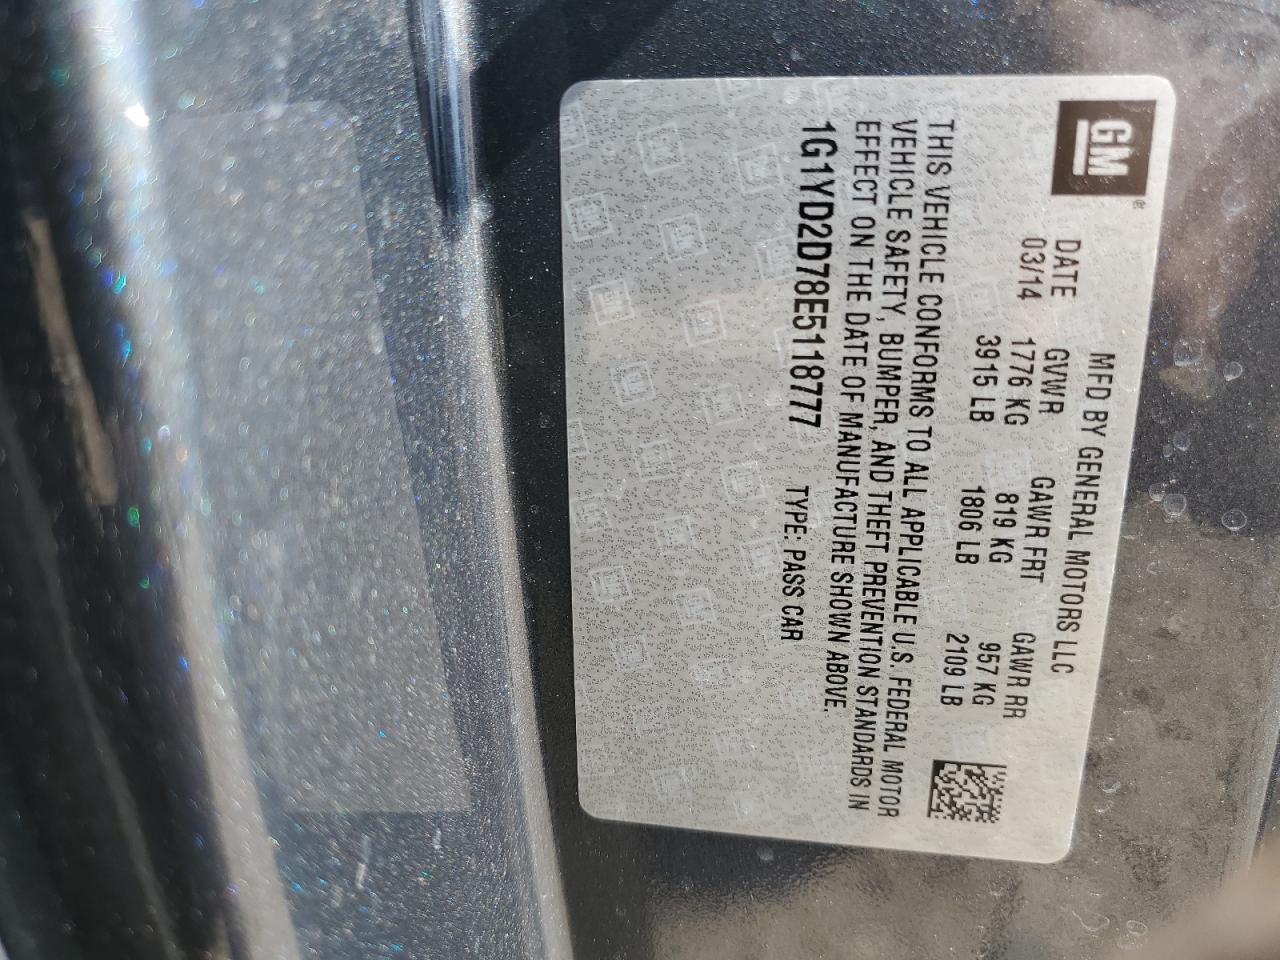 GM®
MFD BY GENERAL MOTORS LLC
DATE GVWR GAWR FRT GAWR RR
03/14 1776 KG 819 KG 957 KG
3915 LB 1806 LB 2109 LB
THIS VEHICLE CONFORMS TO ALL APPLICABLE U.S. FEDERAL MOTOR
VEHICLE SAFETY, BUMPER, AND THEFT PREVENTION STANDARDS IN
EFFECT ON THE DATE OF MANUFACTURE SHOWN ABOVE.
1G1YD2D78E5118777 TYPE: PASS CAR